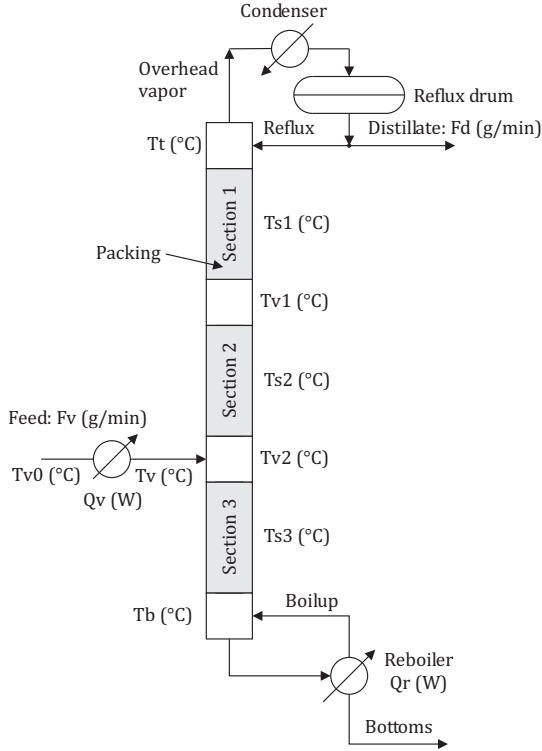 Condenser
Overhead
vapor
Reflux drum
Reflux
Distillate: Fd (g/min)
Tt (°C)
Section 1
Ts1 (°C)
Packing
Tv1 (°C)
Section 2
Ts2 (°C)
Feed: Fv (g/min)
Tv0 (°C)
Tv (°C)
Tv2 (°C)
Qv (W)
Section 3
Ts3 (°C)
Boilup
Tb (°C)
Reboiler
Qr (W)
Bottoms